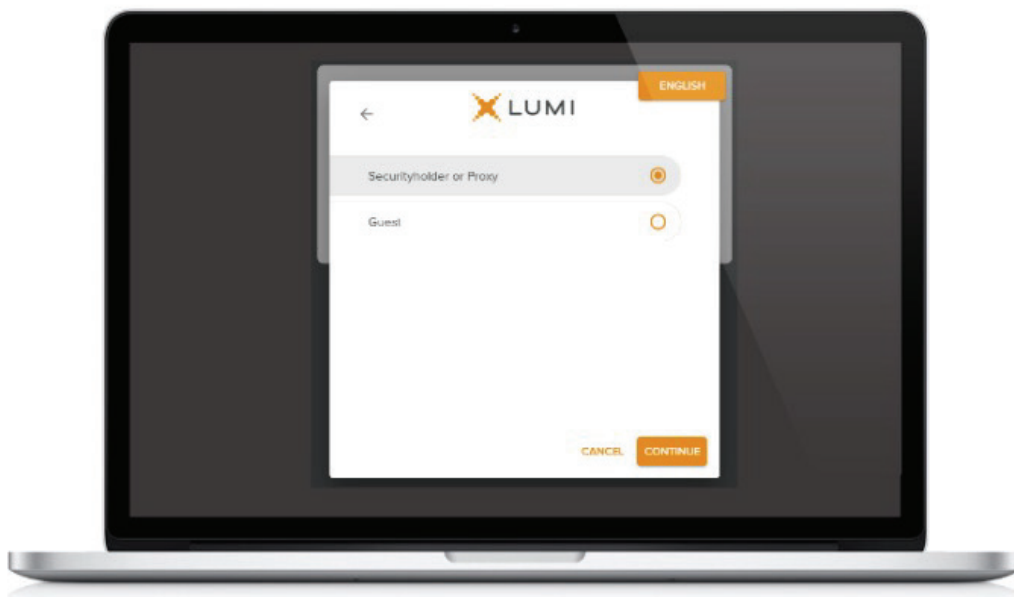 ENGLISH
LUMI
Securityholder or Proxy
Guest
CANCEL
CONTINUE